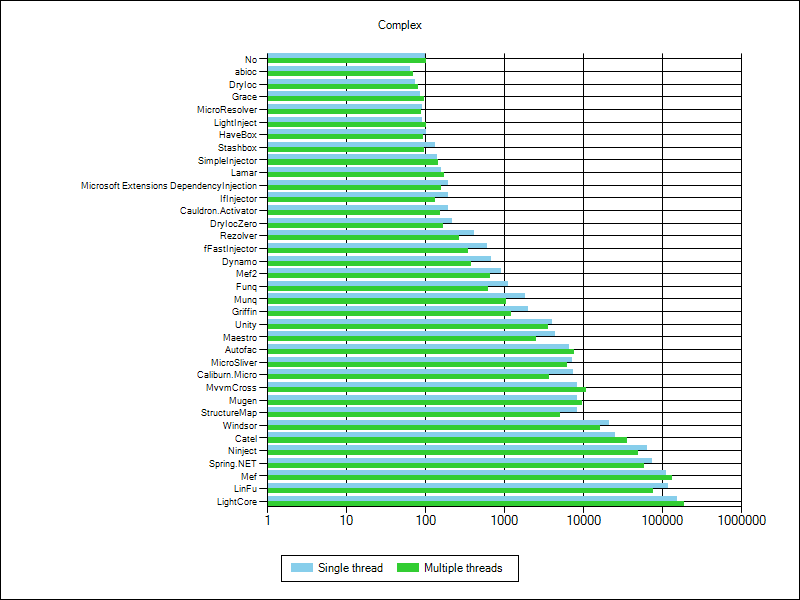 Complex
No
abioc
DryIoc
Grace
MicroResolver
LightInject
HaveBox
Stashbox
SimpleInjector
Lamar
Microsoft Extensions DependencyInjection
IfInjector
Cauldron.Activator
DryIocZero
Rezolver
fFastInjector
Dynamo
Mef2
Funq
Munq
Griffin
Unity
Maestro
Autofac
MicroSliver
Caliburn.Micro
MvvmCross
Mugen
StructureMap
Windsor
Catel
Ninject
Spring.NET
Mef
LinFu
LightCore
1 10 100 1000 10000 100000 1000000
Single thread Multiple threads